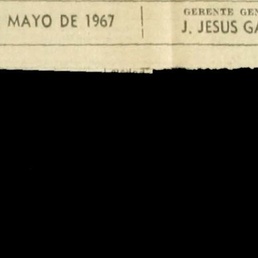 MAYO DE 1967
GERENTE GEN
J. JESUS GA